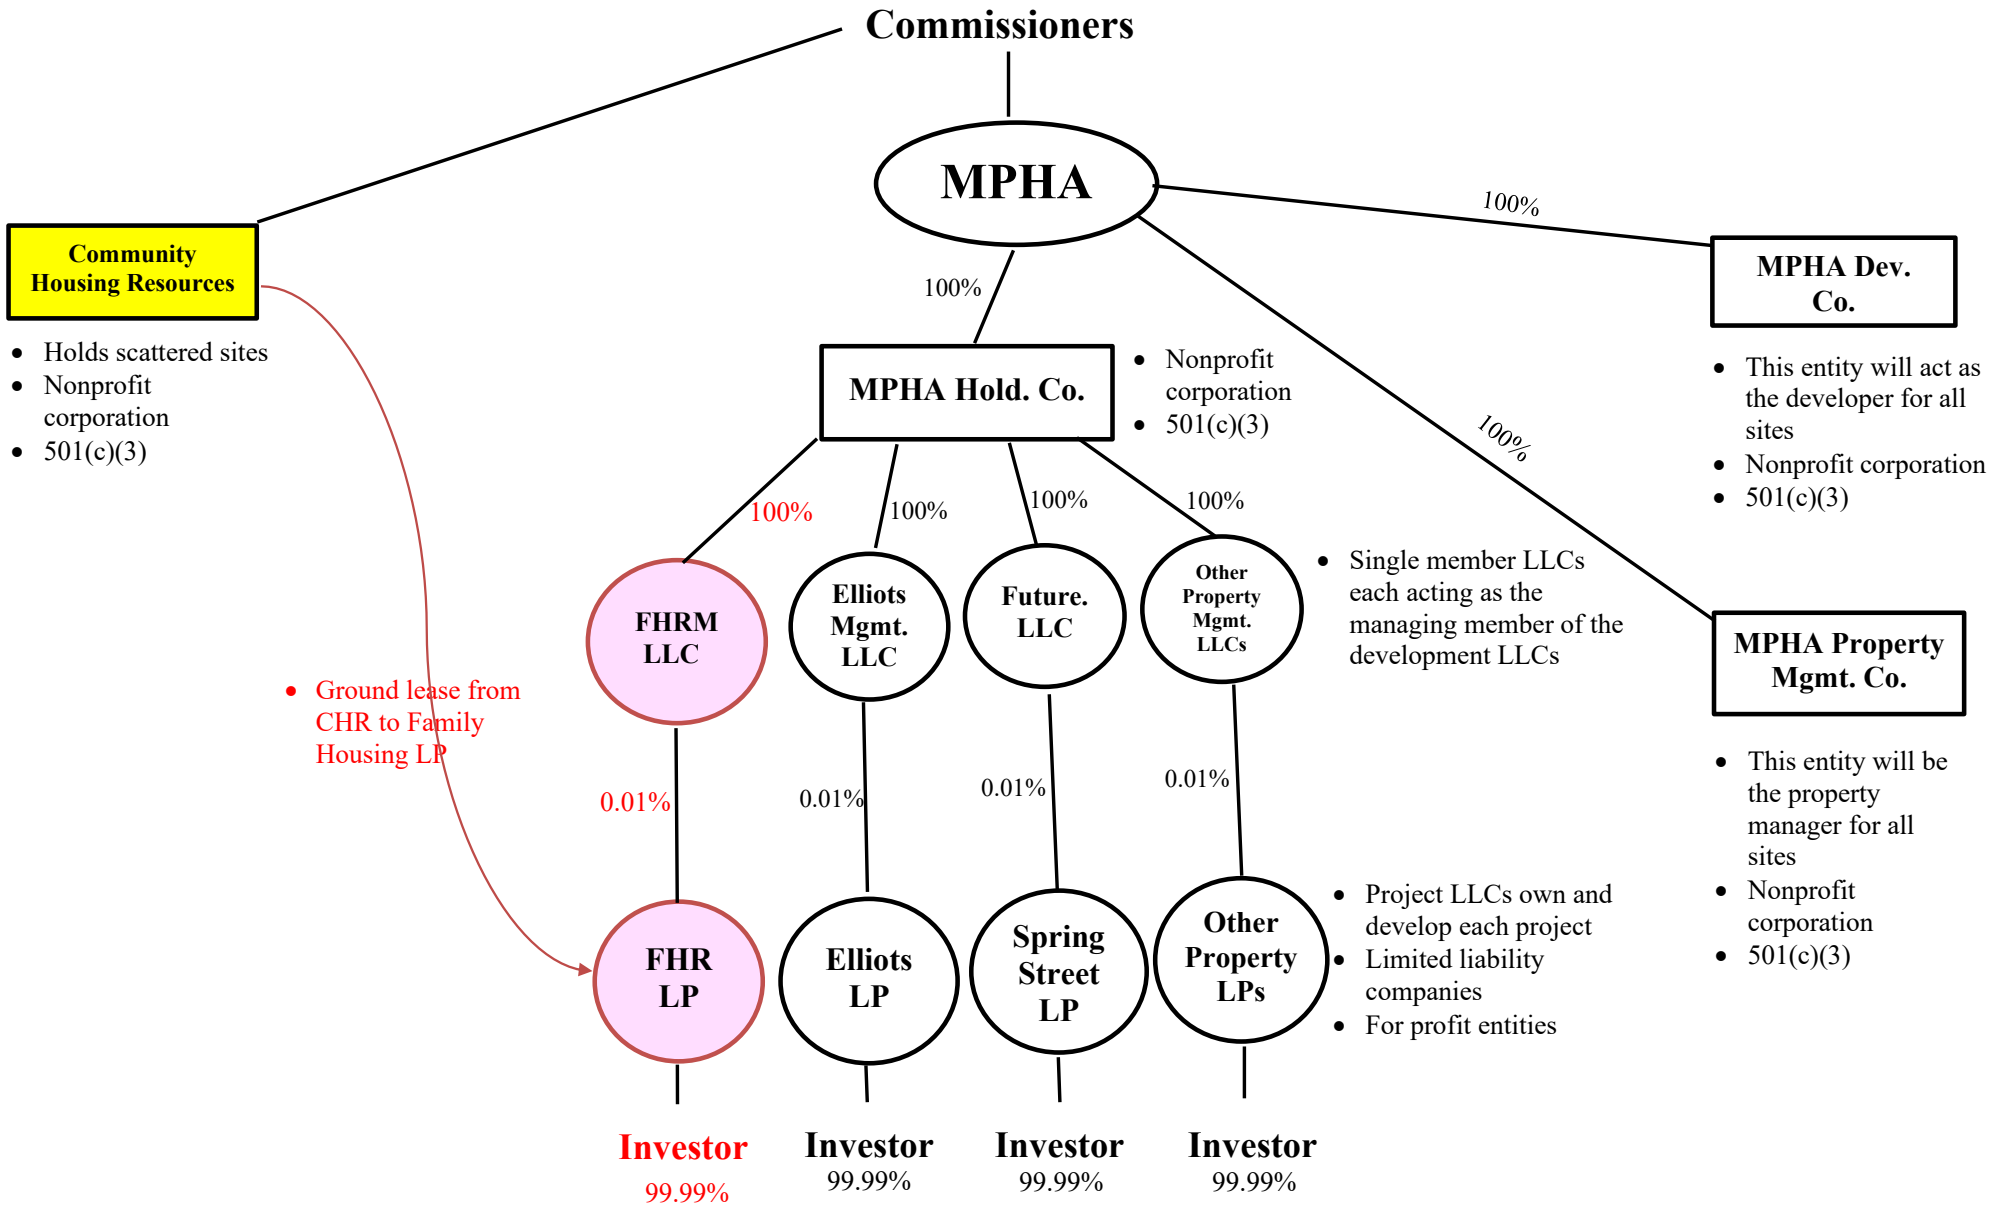 Commissioners
MPHA
100%
100%
100%
Community
Housing Resources
• Holds scattered sites
• Nonprofit
corporation
• 501(c)(3)
MPHA Hold. Co.
• Nonprofit
corporation
• 501(c)(3)
MPHA Dev.
Co.
• This entity will act as
the developer for all
sites
• Nonprofit corporation
• 501(c)(3)
100%
100%
100%
100%
FHRM
LLC
Elliots
Mgmt.
LLC
Future.
LLC
Other
Property
Mgmt.
LLCs
• Single member LLCs
each acting as the
managing member of the
development LLCs
MPHA Property
Mgmt. Co.
• This entity will be
the property
manager for all
sites
• Nonprofit
corporation
• 501(c)(3)
• Ground lease from
CHR to Family
Housing LP
0.01%
0.01%
0.01%
0.01%
FHR
LP
Elliots
LP
Spring
Street
LP
Other
Property
LPs
• Project LLCs own and
develop each project
• Limited liability
companies
• For profit entities
Investor
99.99%
Investor
99.99%
Investor
99.99%
Investor
99.99%